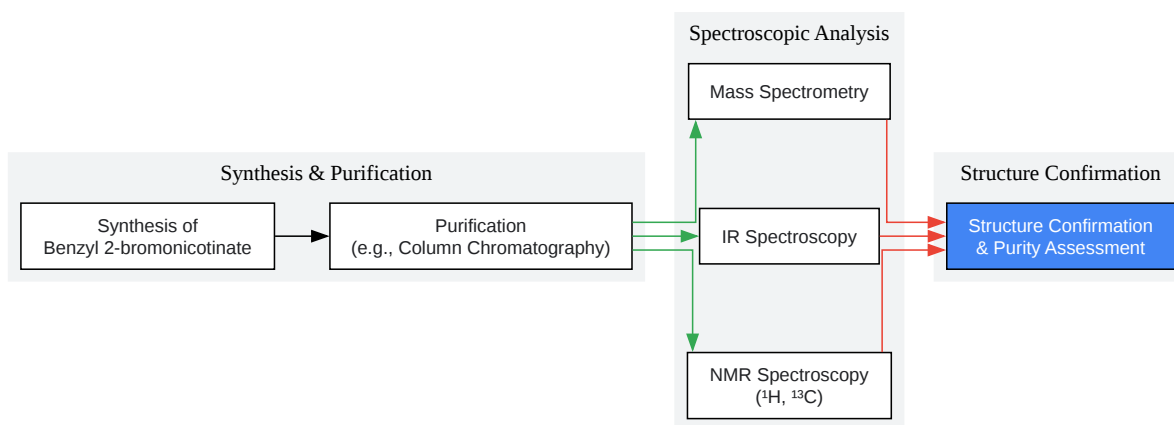 Synthesis & Purification
Synthesis of
Benzyl 2-bromonicotinate
Purification
(e.g., Column Chromatography)
Spectroscopic Analysis
Mass Spectrometry
IR Spectroscopy
NMR Spectroscopy
(¹H, ¹³C)
Structure Confirmation
Structure Confirmation
& Purity Assessment